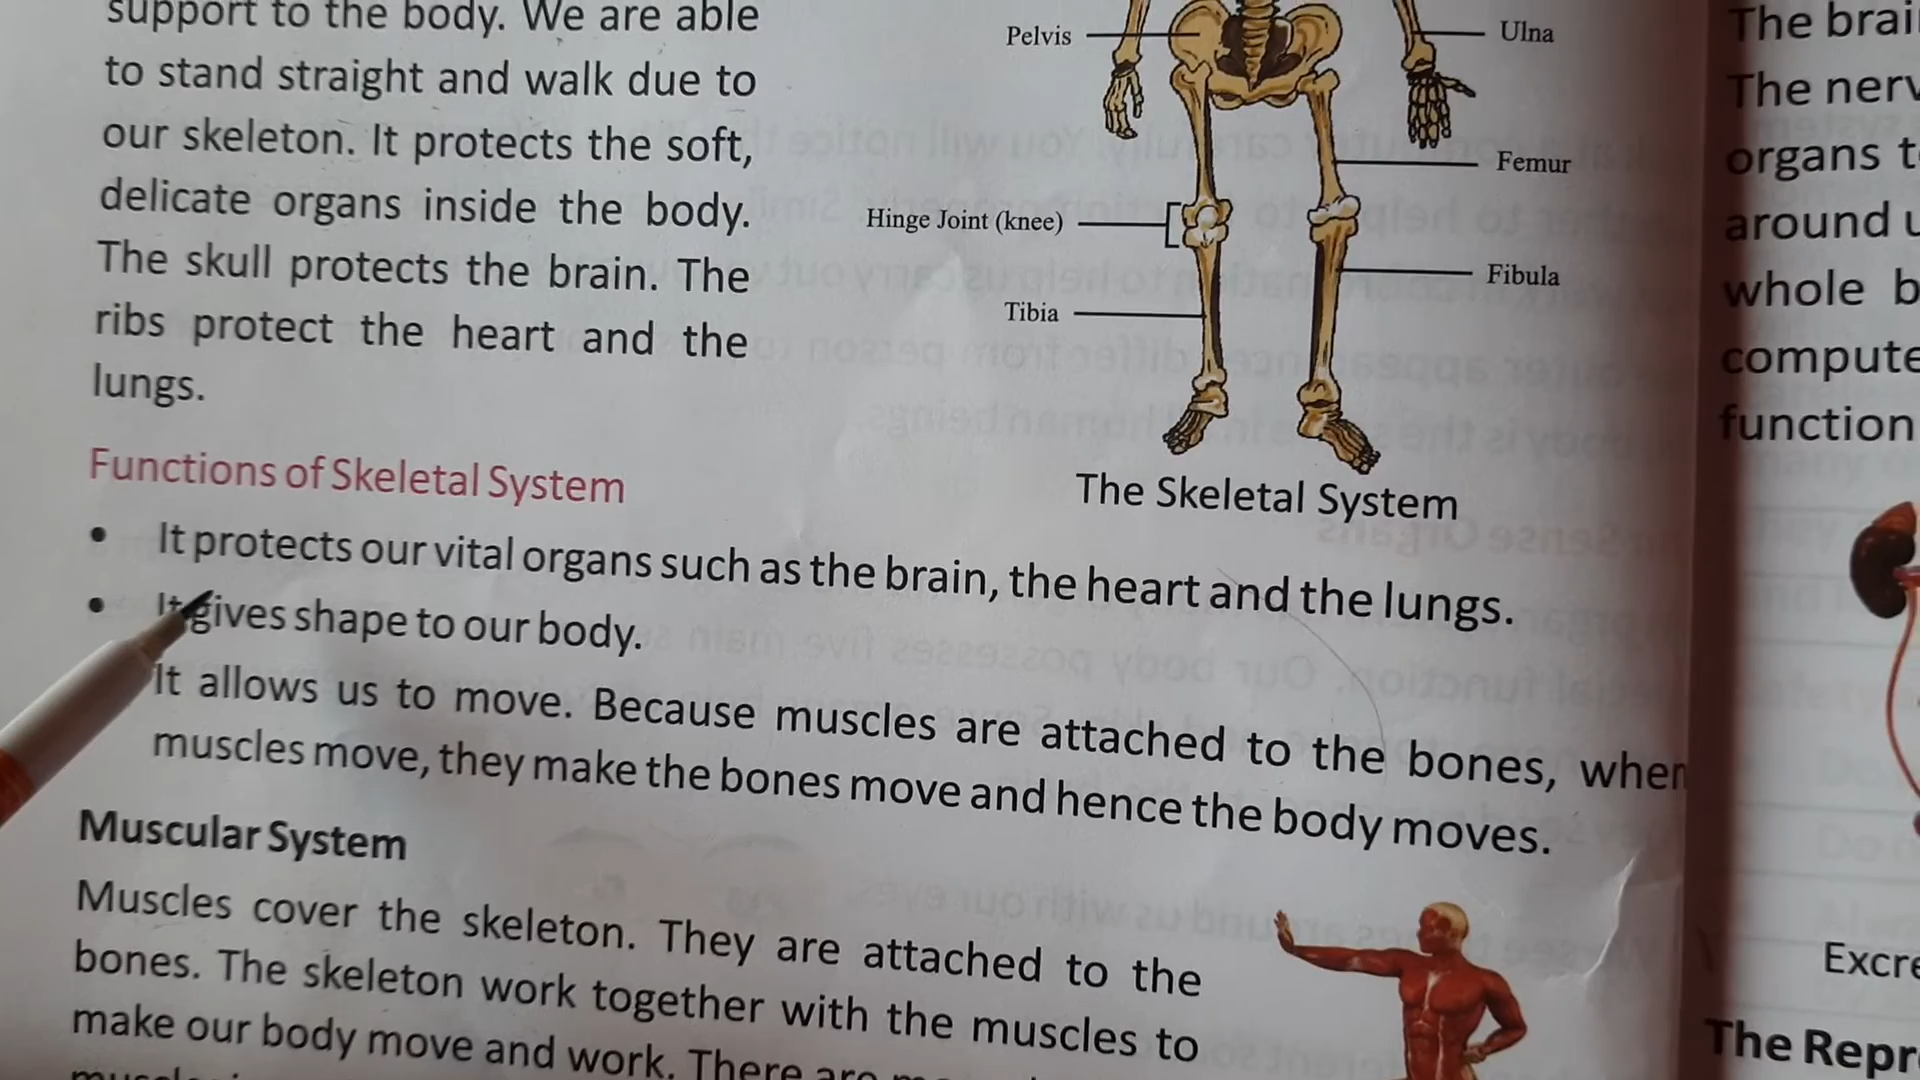 support to the body. We are able
to stand straight and walk due to
our skeleton. It protects the soft,
delicate organs inside the body.
The skull protects the brain. The
ribs protect the heart and the
lungs.
Pelvis
Ulna
Femur
Hinge Joint (knee)
Fibula
Tibia
The Skeletal System
Functions of Skeletal System
• It protects our vital organs such as the brain, the heart and the lungs.
• It gives shape to our body.
It allows us to move. Because muscles are attached to the bones, when
muscles move, they make the bones move and hence the body moves.
Muscular System
Muscles cover the skeleton. They are attached to the
bones. The skeleton work together with the muscles to
make our body move and work. There are
The
The
organs
around
whole
function
The